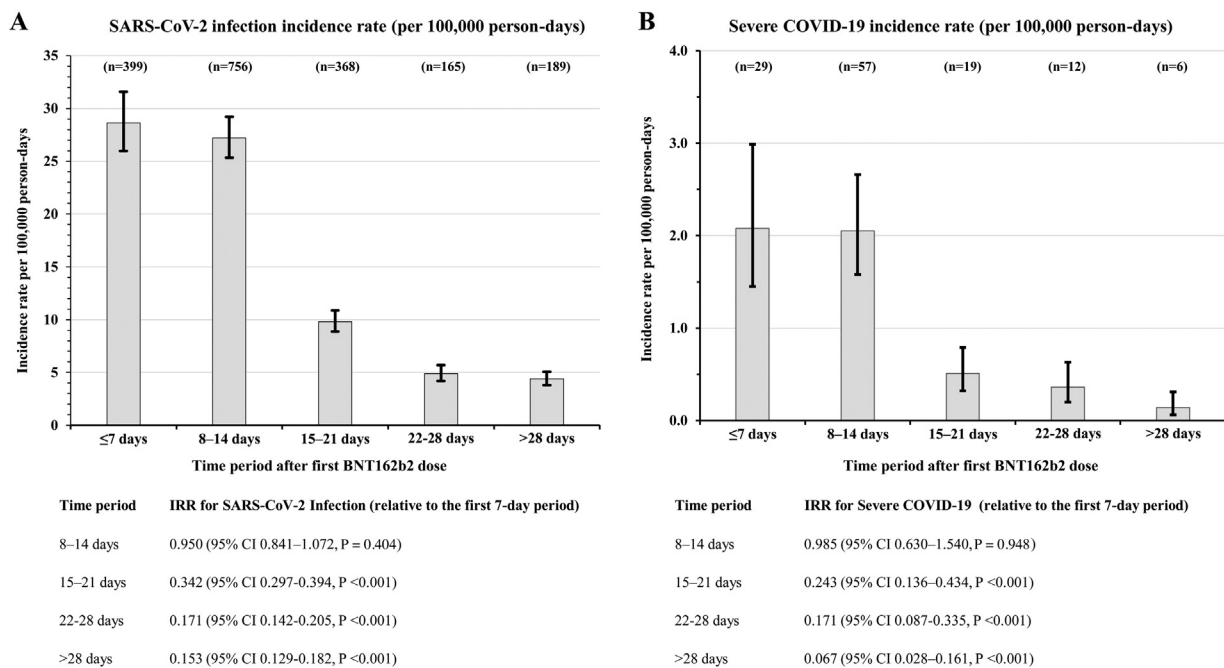 A
SARS-CoV-2 infection incidence rate (per 100,000 person-days)
Incidence rate per 100,000 person-days
35
30
25
20
15
10
5
0
(n=399)
(n=756)
(n=368)
(n=165)
(n=189)
≤7 days
8–14 days
15–21 days
22-28 days
>28 days
Time period after first BNT162b2 dose
Time period IRR for SARS-CoV-2 Infection (relative to the first 7-day period)
8–14 days 0.950 (95% CI 0.841–1.072, P = 0.404)
15–21 days 0.342 (95% CI 0.297-0.394, P <0.001)
22-28 days 0.171 (95% CI 0.142-0.205, P <0.001)
>28 days 0.153 (95% CI 0.129-0.182, P <0.001)
B
Severe COVID-19 incidence rate (per 100,000 person-days)
Incidence rate per 100,000 person-days
4.0
3.0
2.0
1.0
0.0
(n=29)
(n=57)
(n=19)
(n=12)
(n=6)
≤7 days
8–14 days
15–21 days
22-28 days
>28 days
Time period after first BNT162b2 dose
Time period IRR for Severe COVID-19 (relative to the first 7-day period)
8–14 days 0.985 (95% CI 0.630–1.540, P = 0.948)
15–21 days 0.243 (95% CI 0.136–0.434, P <0.001)
22-28 days 0.171 (95% CI 0.087-0.335, P <0.001)
>28 days 0.067 (95% CI 0.028–0.161, P <0.001)